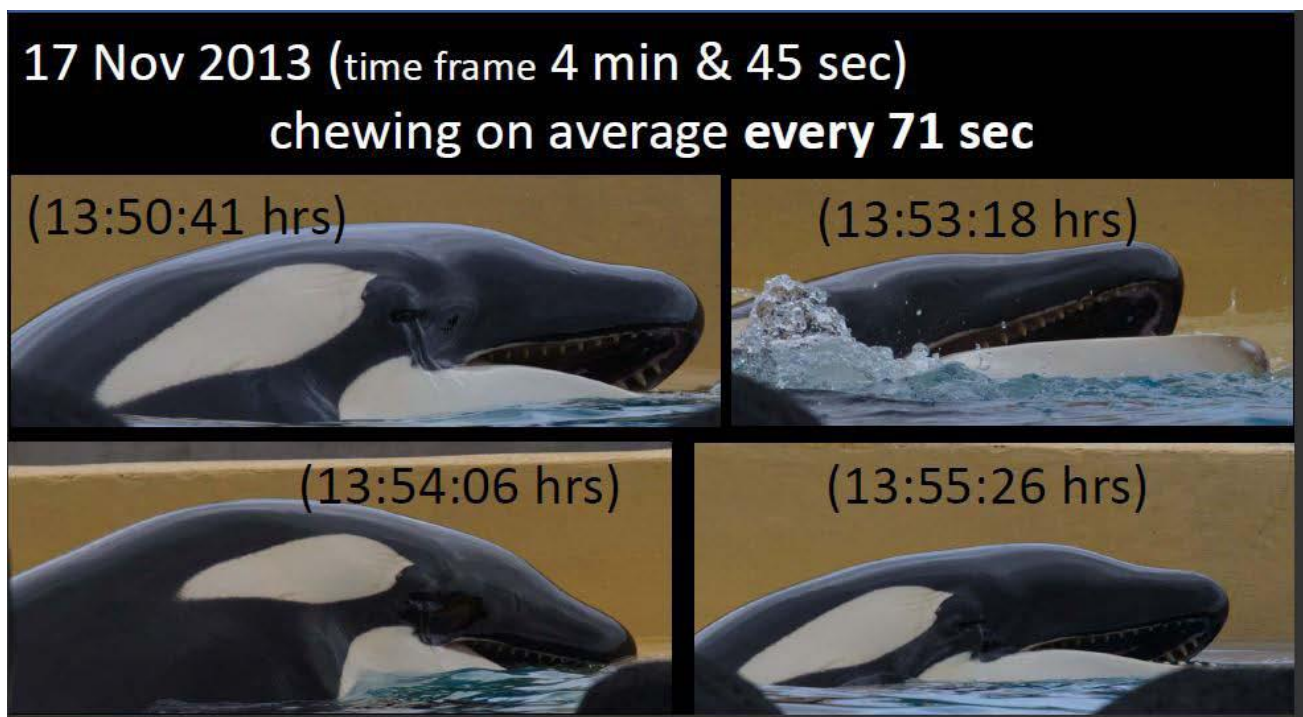 17 Nov 2013 (time frame 4 min & 45 sec)
chewing on average every 71 sec
(13:50:41 hrs)
(13:53:18 hrs)
(13:54:06 hrs)
(13:55:26 hrs)